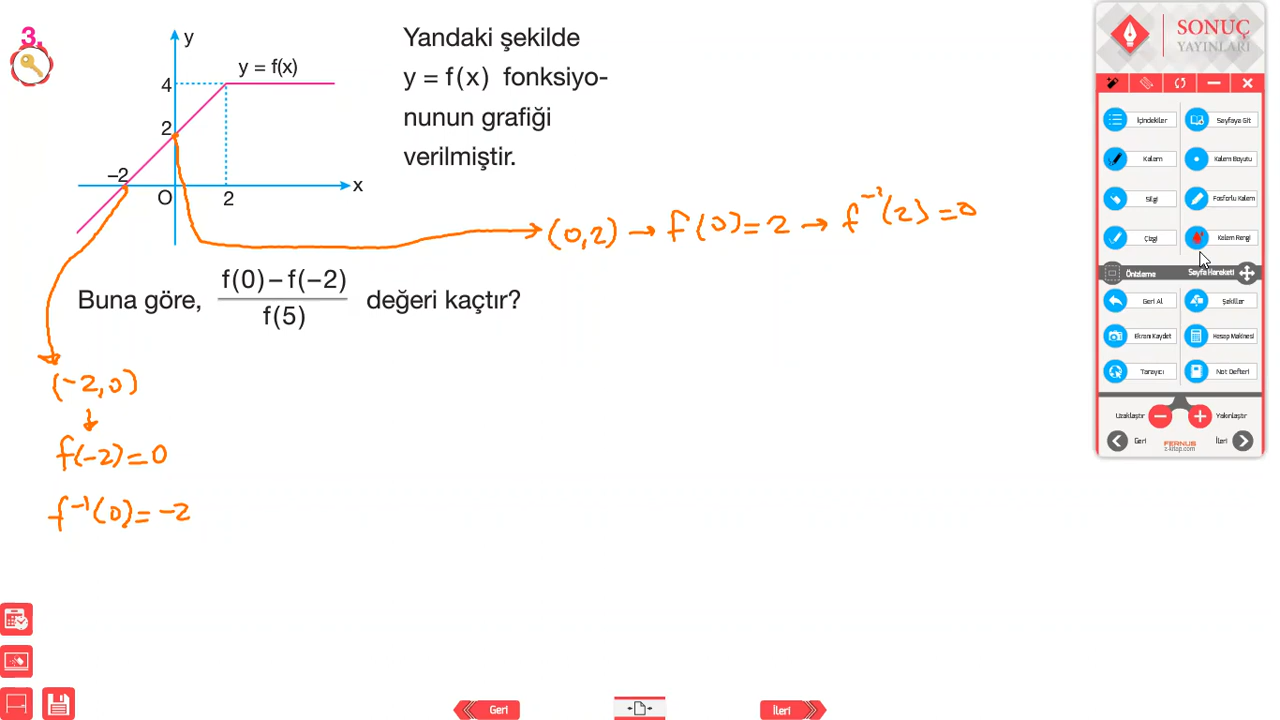 3.
y
y = f(x)
4
2
−2
O
2
x
Yandaki şekilde
y = f(x) fonksiyo-
nunun grafiği
verilmiştir.
(0,2) → f(0)=2 → f⁻¹(2)=0
f(0) – f(–2)
Buna göre, değeri kaçtır?
f(5)
(-2,0)
↓
f(-2)=0
f⁻¹(0)=-2
SONUÇ
YAYINLARI
İçindekiler
Sayfaya Git
Kalem
Kalem Boyutu
Silgi
Fosforlu Kalem
Çizgi
Kalem Rengi
Önizleme
Sayfa Hareketi
Geri Al
Şekiller
Ekranı Kaydet
Hesap Makinesi
Tarayıcı
Not Defteri
Uzaklaştır
Yakınlaştır
Geri
FERNUS
z-kitap.com
İleri
Geri
İleri